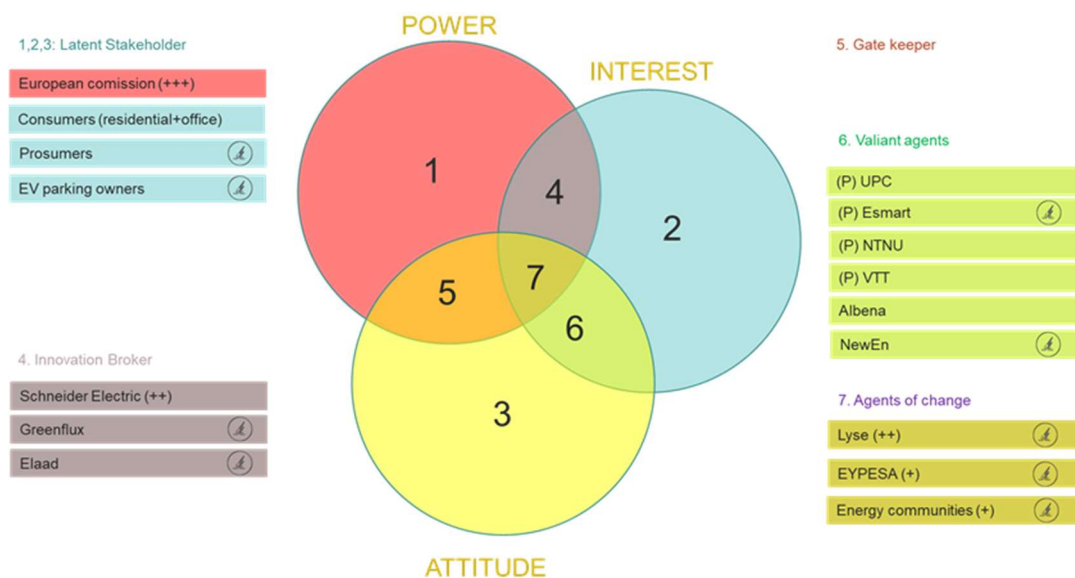 POWER
INTEREST
ATTITUDE
1
2
3
4
5
6
7
1,2,3: Latent Stakeholder
European comission (+++)
Consumers (residential+office)
Prosumers
EV parking owners
4. Innovation Broker
Schneider Electric (++)
Greenflux
Elaad
5. Gate keeper
6. Valiant agents
(P) UPC
(P) Esmart
(P) NTNU
(P) VTT
Albena
NewEn
7. Agents of change
Lyse (++)
EYPESA (+)
Energy communities (+)